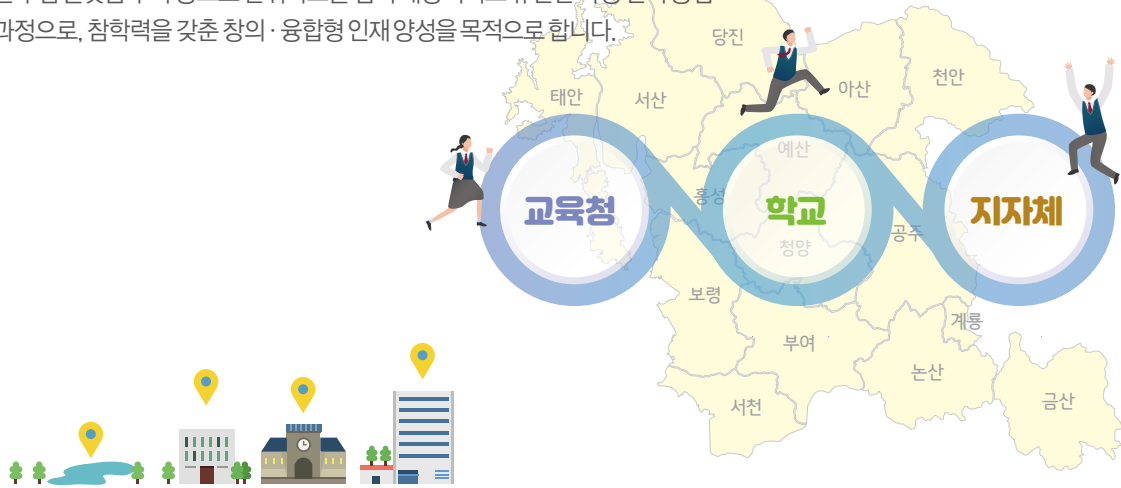 과정으로, 참학력을 갖춘 창의 · 융합형 인재 양성을 목적으로 합니다.
당진
아산
천안
태안
서산
예산
홍성
교육청
학교
지자체
공주
청양
보령
계룡
부여
논산
서천
금산